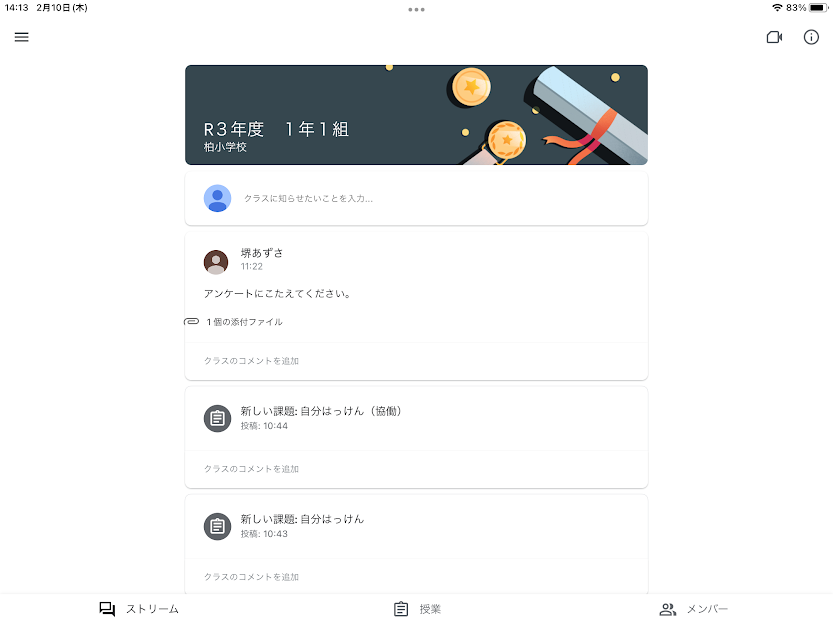 14:13 2月10日(木)
83%
R３年度　１年１組
柏小学校
クラスに知らせたいことを入力...
堺あずさ
11:22
アンケートにこたえてください。
1 個の添付ファイル
クラスのコメントを追加
新しい課題: 自分はっけん（協働）
投稿: 10:44
クラスのコメントを追加
新しい課題: 自分はっけん
投稿: 10:43
クラスのコメントを追加
ストリーム
授業
メンバー